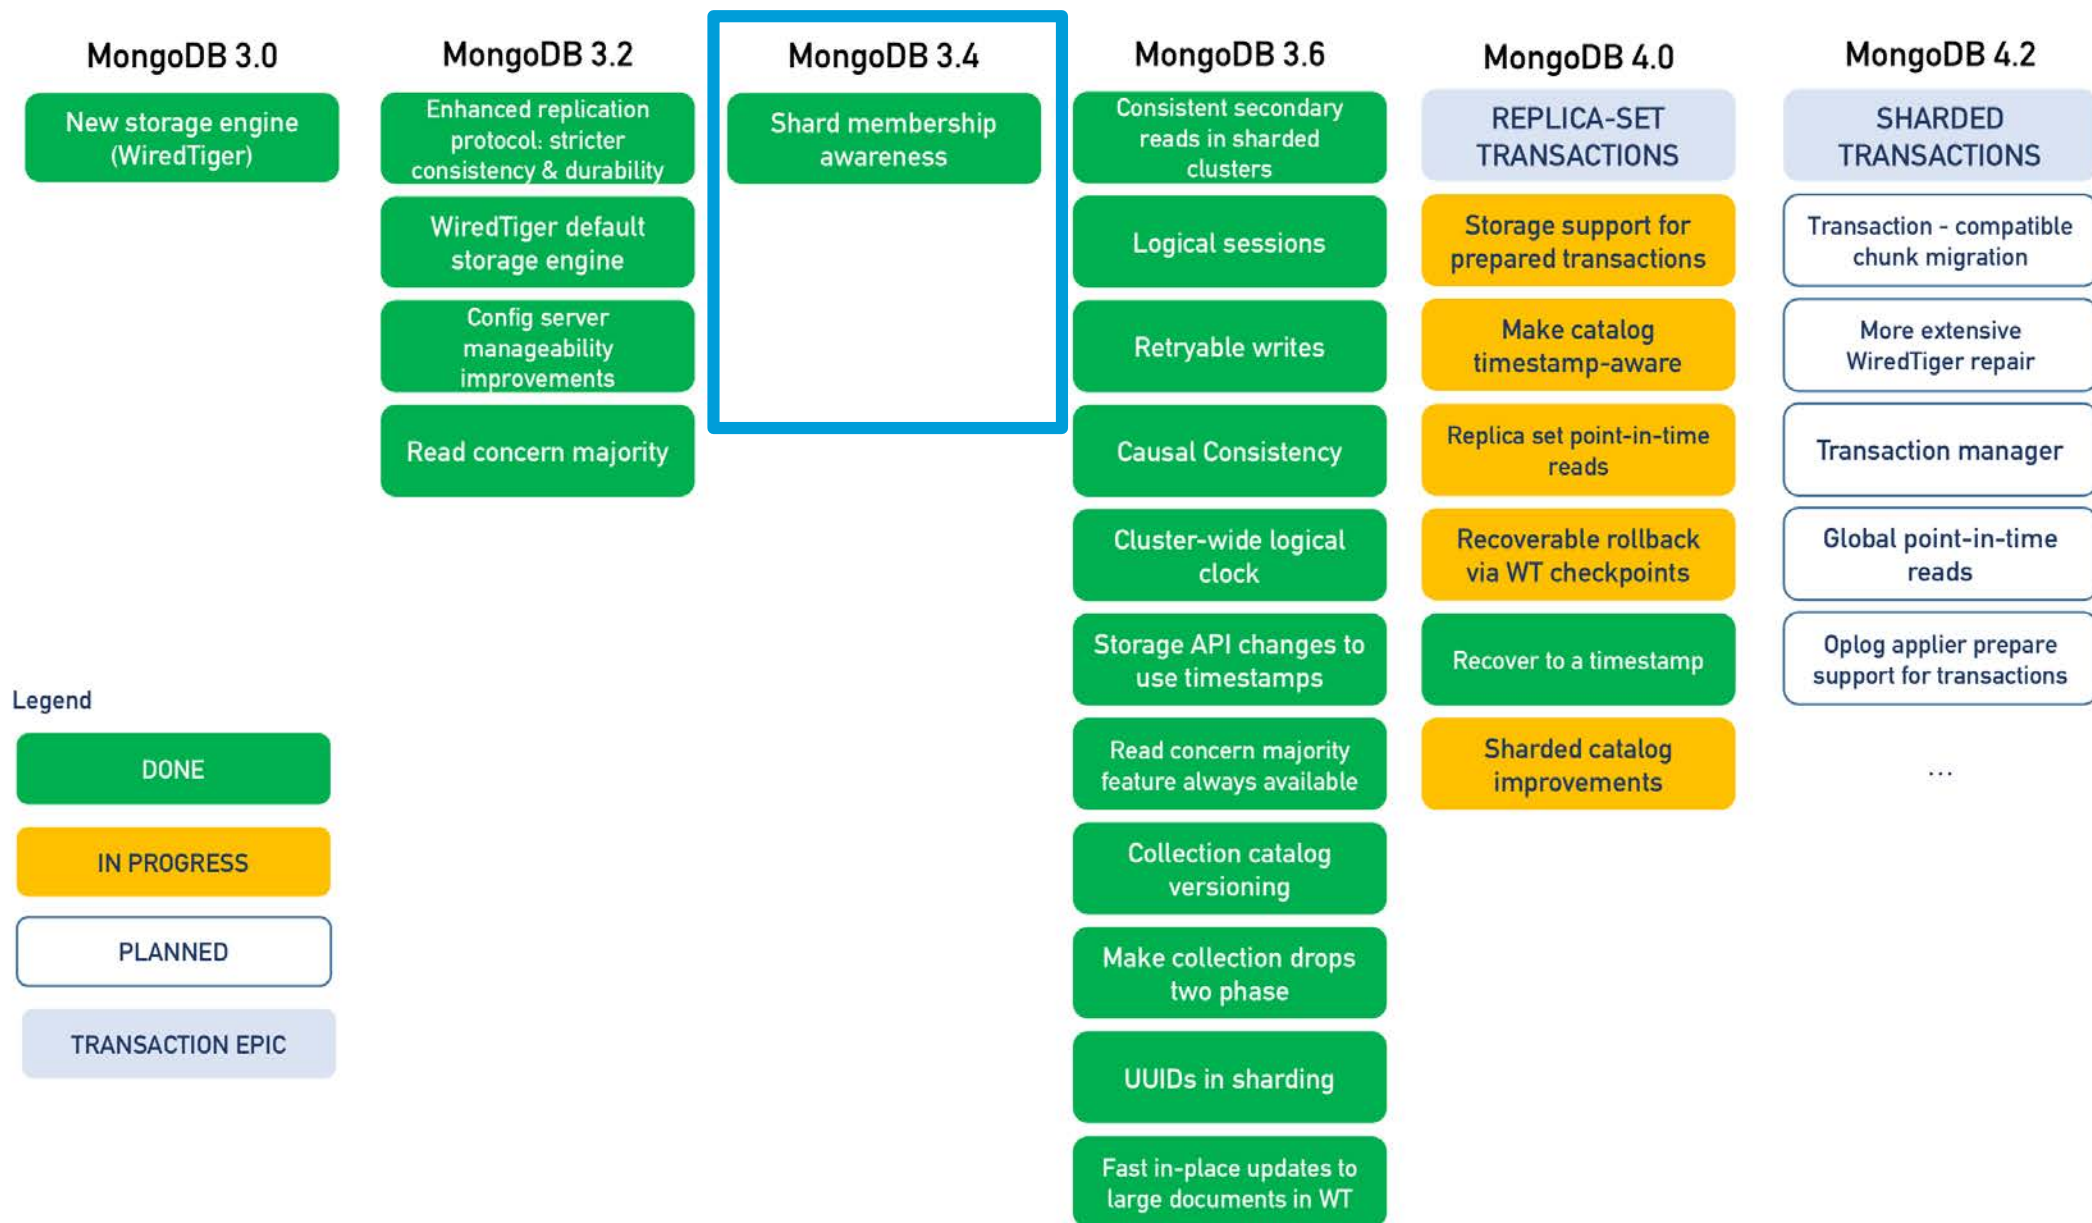 MongoDB 3.0
New storage engine
(WiredTiger)
MongoDB 3.2
Enhanced replication
protocol: stricter
consistency & durability
WiredTiger default
storage engine
Config server
manageability
improvements
Read concern majority
MongoDB 3.4
Shard membership
awareness
MongoDB 3.6
Consistent secondary
reads in sharded
clusters
Logical sessions
Retryable writes
Causal Consistency
Cluster-wide logical
clock
Storage API changes to
use timestamps
Read concern majority
feature always available
Collection catalog
versioning
Make collection drops
two phase
UUIDs in sharding
Fast in-place updates to
large documents in WT
MongoDB 4.0
REPLICA-SET
TRANSACTIONS
Storage support for
prepared transactions
Make catalog
timestamp-aware
Replica set point-in-time
reads
Recoverable rollback
via WT checkpoints
Recover to a timestamp
Sharded catalog
improvements
MongoDB 4.2
SHARDED
TRANSACTIONS
Transaction - compatible
chunk migration
More extensive
WiredTiger repair
Transaction manager
Global point-in-time
reads
Oplog applier prepare
support for transactions
...
Legend
DONE
IN PROGRESS
PLANNED
TRANSACTION EPIC